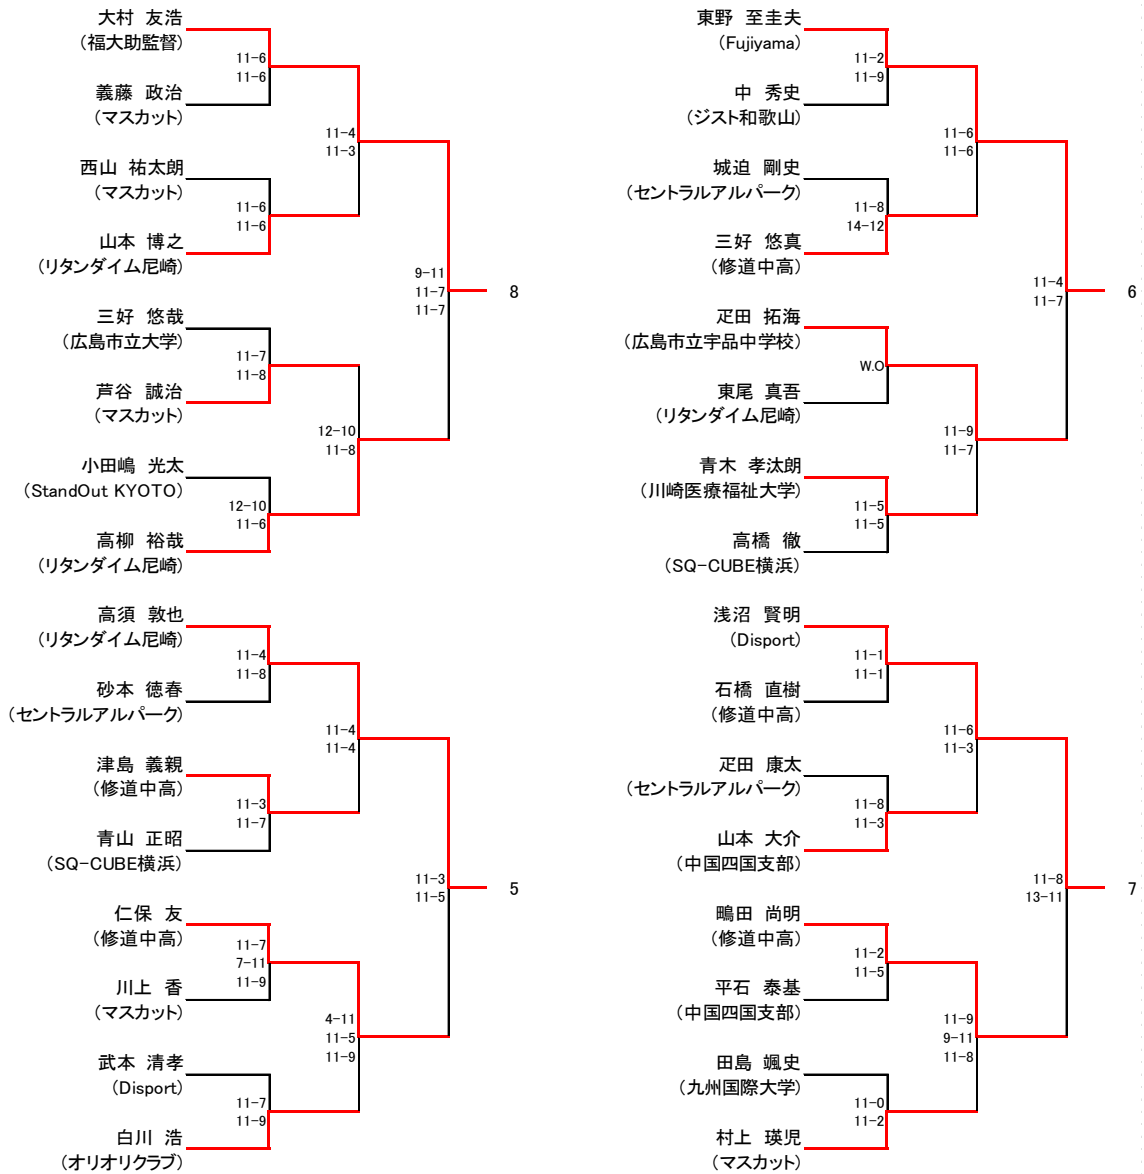 大村 友浩
(福大助監督)
11-6
11-6
義藤 政治
(マスカット)
11-4
11-3
西山 祐太朗
(マスカット)
11-6
11-6
山本 博之
(リタンダイム尼崎)
9-11
11-7
11-7
8
三好 悠哉
(広島市立大学)
11-7
11-8
芦谷 誠治
(マスカット)
12-10
11-8
小田嶋 光太
(StandOut KYOTO)
12-10
11-6
高柳 裕哉
(リタンダイム尼崎)
東野 至圭夫
(Fujiyama)
11-2
11-9
中 秀史
(ジスト和歌山)
11-6
11-6
城迫 剛史
(セントラルアルパーク)
11-8
14-12
三好 悠真
(修道中高)
11-4
11-7
6
疋田 拓海
(広島市立宇品中学校)
W.O
東尾 真吾
(リタンダイム尼崎)
11-9
11-7
青木 孝汰朗
(川崎医療福祉大学)
11-5
11-5
高橋 徹
(SQ-CUBE横浜)
高須 敦也
(リタンダイム尼崎)
11-4
11-8
砂本 徳春
(セントラルアルパーク)
11-4
11-4
津島 義親
(修道中高)
11-3
11-7
青山 正昭
(SQ-CUBE横浜)
11-3
11-5
5
仁保 友
(修道中高)
11-7
7-11
11-9
川上 香
(マスカット)
4-11
11-5
11-9
武本 清孝
(Disport)
11-7
11-9
白川 浩
(オリオリクラブ)
浅沼 賢明
(Disport)
11-1
11-1
石橋 直樹
(修道中高)
11-6
11-3
疋田 康太
(セントラルアルパーク)
11-8
11-3
山本 大介
(中国四国支部)
11-8
13-11
7
鴫田 尚明
(修道中高)
11-2
11-5
平石 泰基
(中国四国支部)
11-9
9-11
11-8
田島 颯史
(九州国際大学)
11-0
11-2
村上 瑛児
(マスカット)